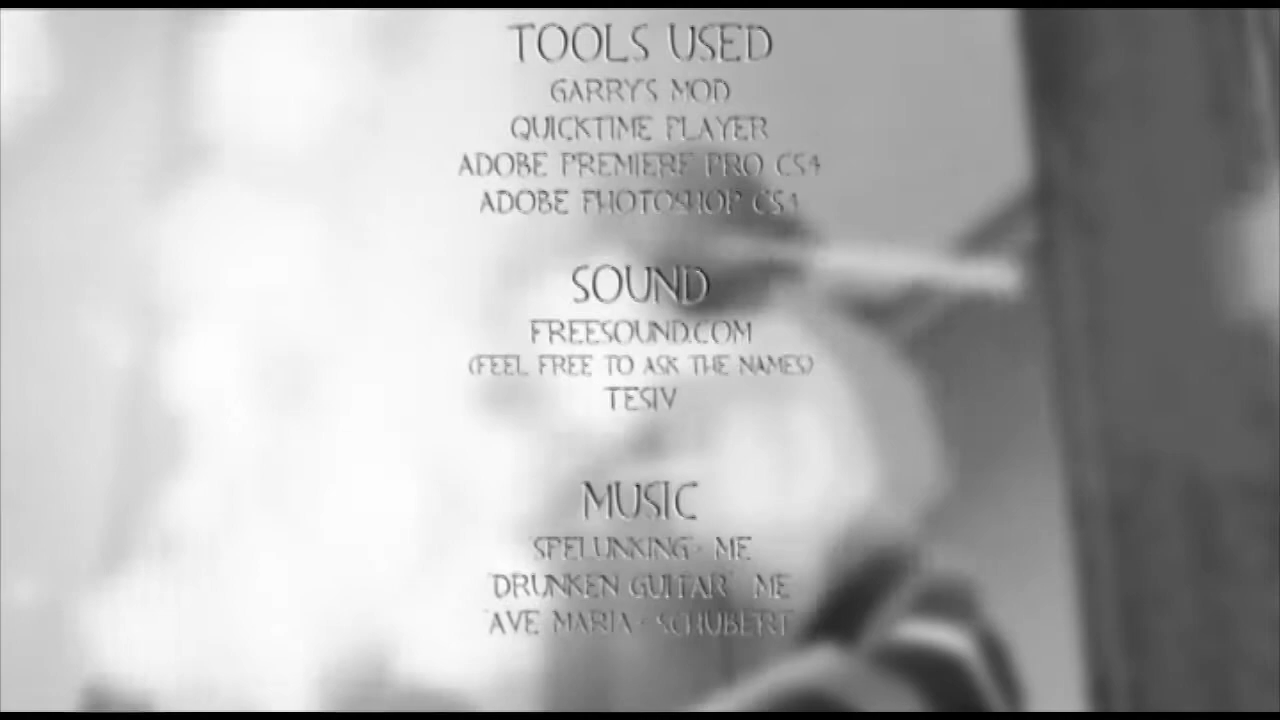 TOOLS USED
GARRYS MOD
QUICKTIME PLAYER
ADOBE PREMIERE PRO CS4
ADOBE PHOTOSHOP CS4
SOUND
FREESOUND.COM
(FEEL FREE TO ASK THE NAMES)
TESIV
MUSIC
"SPELUNKING" - ME
"DRUNKEN GUITAR" - ME
"AVE MARIA" - SCHUBERT